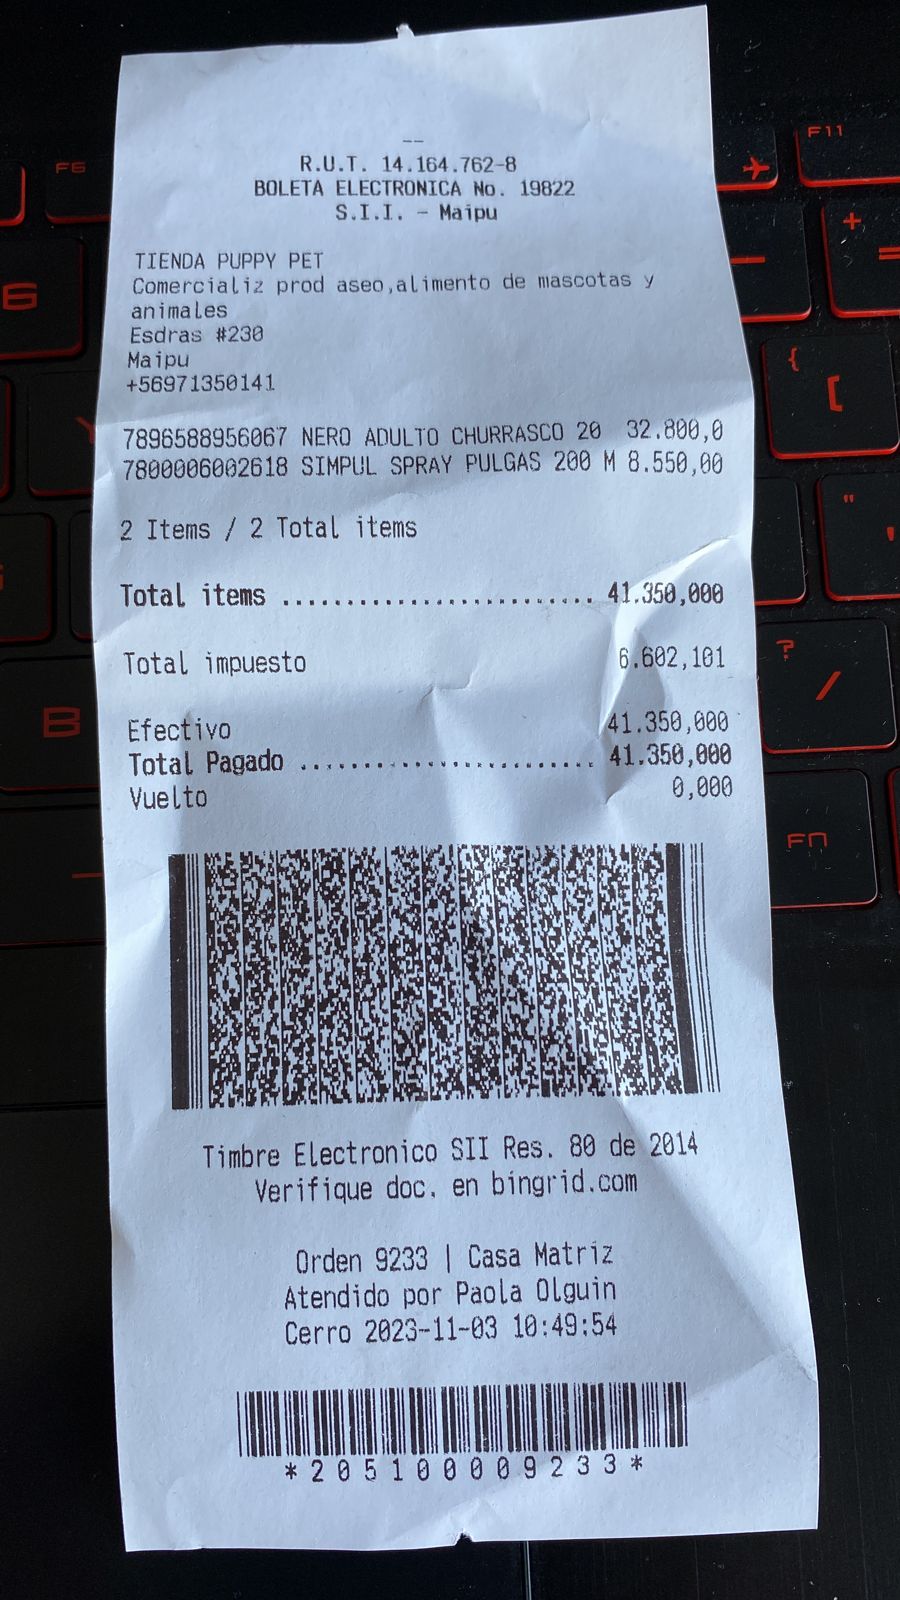 R.U.T. 14.164.762-8
BOLETA ELECTRONICA No. 19822
S.I.I. - Maipu
TIENDA PUPPY PET
Comercializ prod aseo,alimento de mascotas y
animales
Esdras #230
Maipu
+56971350141
7896588956067 NERO ADULTO CHURRASCO 20 32.800,0
7800006002618 SIMPUL SPRAY PULGAS 200 M 8.550,00
2 Items / 2 Total items
Total items ........................ 41.350,000
Total impuesto 6.602,101
Efectivo 41.350,000
Total Pagado ....................... 41.350,000
Vuelto 0,000
Timbre Electronico SII Res. 80 de 2014
Verifique doc. en bingrid.com
Orden 9233 | Casa Matriz
Atendido por Paola Olguin
Cerro 2023-11-03 10:49:54
*205100009233*
F6
F11
G
Y
B
+
=
{
[
"
'
?
/
Fn